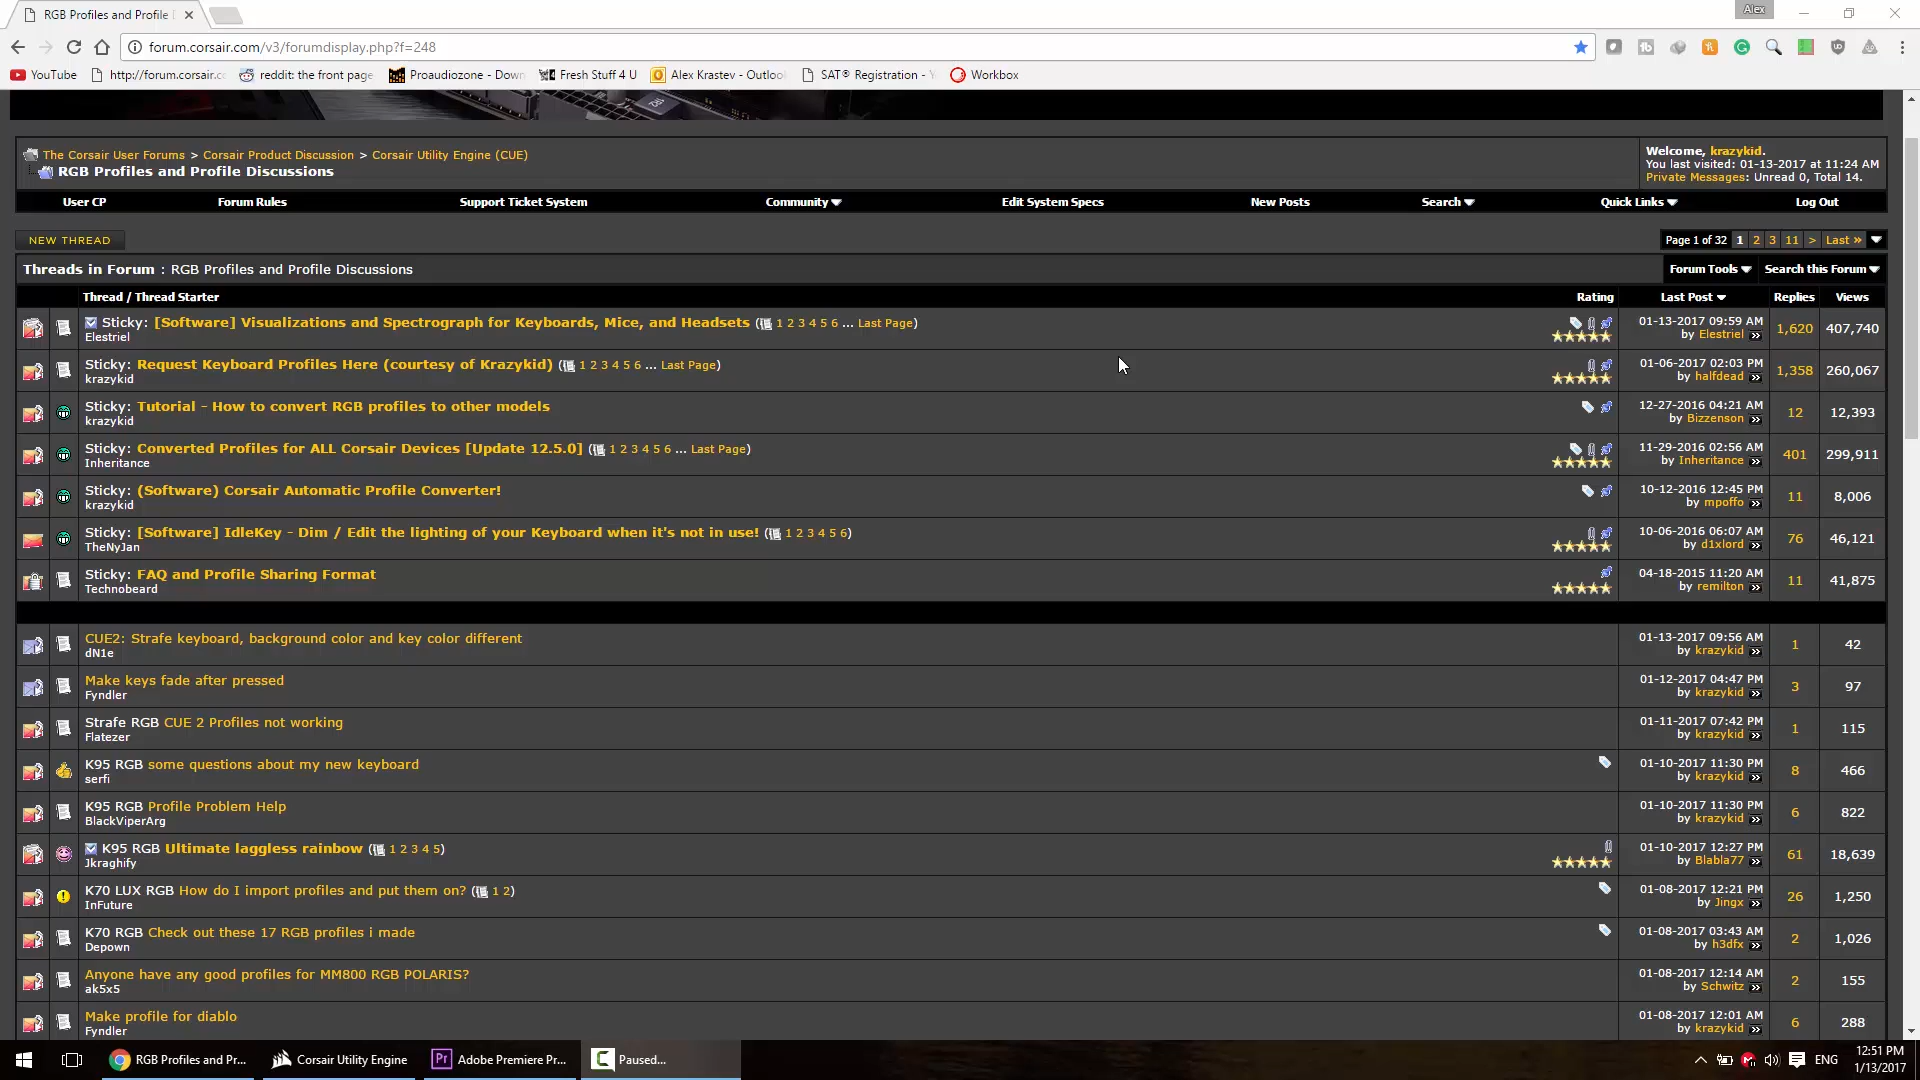 RGB Profiles and Profile
Alex
forum.corsair.com/v3/forumdisplay.php?f=248
YouTube
http://forum.corsair.c
reddit: the front page
Proaudiozone - Down
Fresh Stuff 4 U
Alex Krastev - Outloo
SAT® Registration -
Workbox
The Corsair User Forums > Corsair Product Discussion > Corsair Utility Engine (CUE)
RGB Profiles and Profile Discussions
Welcome, krazykid.
You last visited: 01-13-2017 at 11:24 AM
Private Messages: Unread 0, Total 14.
User CP Forum Rules Support Ticket System Community Edit System Specs New Posts Search Quick Links Log Out
NEW THREAD
Page 1 of 32 1 2 3 11 > Last »
Threads in Forum : RGB Profiles and Profile Discussions
Forum Tools Search this Forum
Thread / Thread Starter Rating Last Post Replies Views
Sticky: [Software] Visualizations and Spectrograph for Keyboards, Mice, and Headsets ( 1 2 3 4 5 6 ... Last Page)
Elestriel
01-13-2017 09:59 AM
by Elestriel
1,620 407,740
Sticky: Request Keyboard Profiles Here (courtesy of Krazykid) ( 1 2 3 4 5 6 ... Last Page)
krazykid
01-06-2017 02:03 PM
by halfdead
1,358 260,067
Sticky: Tutorial - How to convert RGB profiles to other models
krazykid
12-27-2016 04:21 AM
by Bizzenson
12 12,393
Sticky: Converted Profiles for ALL Corsair Devices [Update 12.5.0] ( 1 2 3 4 5 6 ... Last Page)
Inheritance
11-29-2016 02:56 AM
by Inheritance
401 299,911
Sticky: (Software) Corsair Automatic Profile Converter!
krazykid
10-12-2016 12:45 PM
by mpoffo
11 8,006
Sticky: [Software] IdleKey - Dim / Edit the lighting of your Keyboard when it's not in use! ( 1 2 3 4 5 6)
TheNyJan
10-06-2016 06:07 AM
by d1xlord
76 46,121
Sticky: FAQ and Profile Sharing Format
Technobeard
04-18-2015 11:20 AM
by remilton
11 41,875
CUE2: Strafe keyboard, background color and key color different
dN1e
01-13-2017 09:56 AM
by krazykid
1 42
Make keys fade after pressed
Fyndler
01-12-2017 04:47 PM
by krazykid
3 97
Strafe RGB CUE 2 Profiles not working
Flatezer
01-11-2017 07:42 PM
by krazykid
1 115
K95 RGB some questions about my new keyboard
serfi
01-10-2017 11:30 PM
by krazykid
8 466
K95 RGB Profile Problem Help
BlackViperArg
01-10-2017 11:30 PM
by krazykid
6 822
K95 RGB Ultimate laggless rainbow ( 1 2 3 4 5)
Jkraghify
01-10-2017 12:27 PM
by Blabla77
61 18,639
K70 LUX RGB How do I import profiles and put them on? ( 1 2)
InFuture
01-08-2017 12:21 PM
by Jingx
26 1,250
K70 RGB Check out these 17 RGB profiles i made
Depown
01-08-2017 03:43 AM
by h3dfx
2 1,026
Anyone have any good profiles for MM800 RGB POLARIS?
ak5x5
01-08-2017 12:14 AM
by Schwitz
2 155
Make profile for diablo
Fyndler
01-08-2017 12:01 AM
by krazykid
6 288
RGB Profiles and Pr...
Corsair Utility Engine
Adobe Premiere Pr...
Paused...
ENG
12:51 PM
1/13/2017